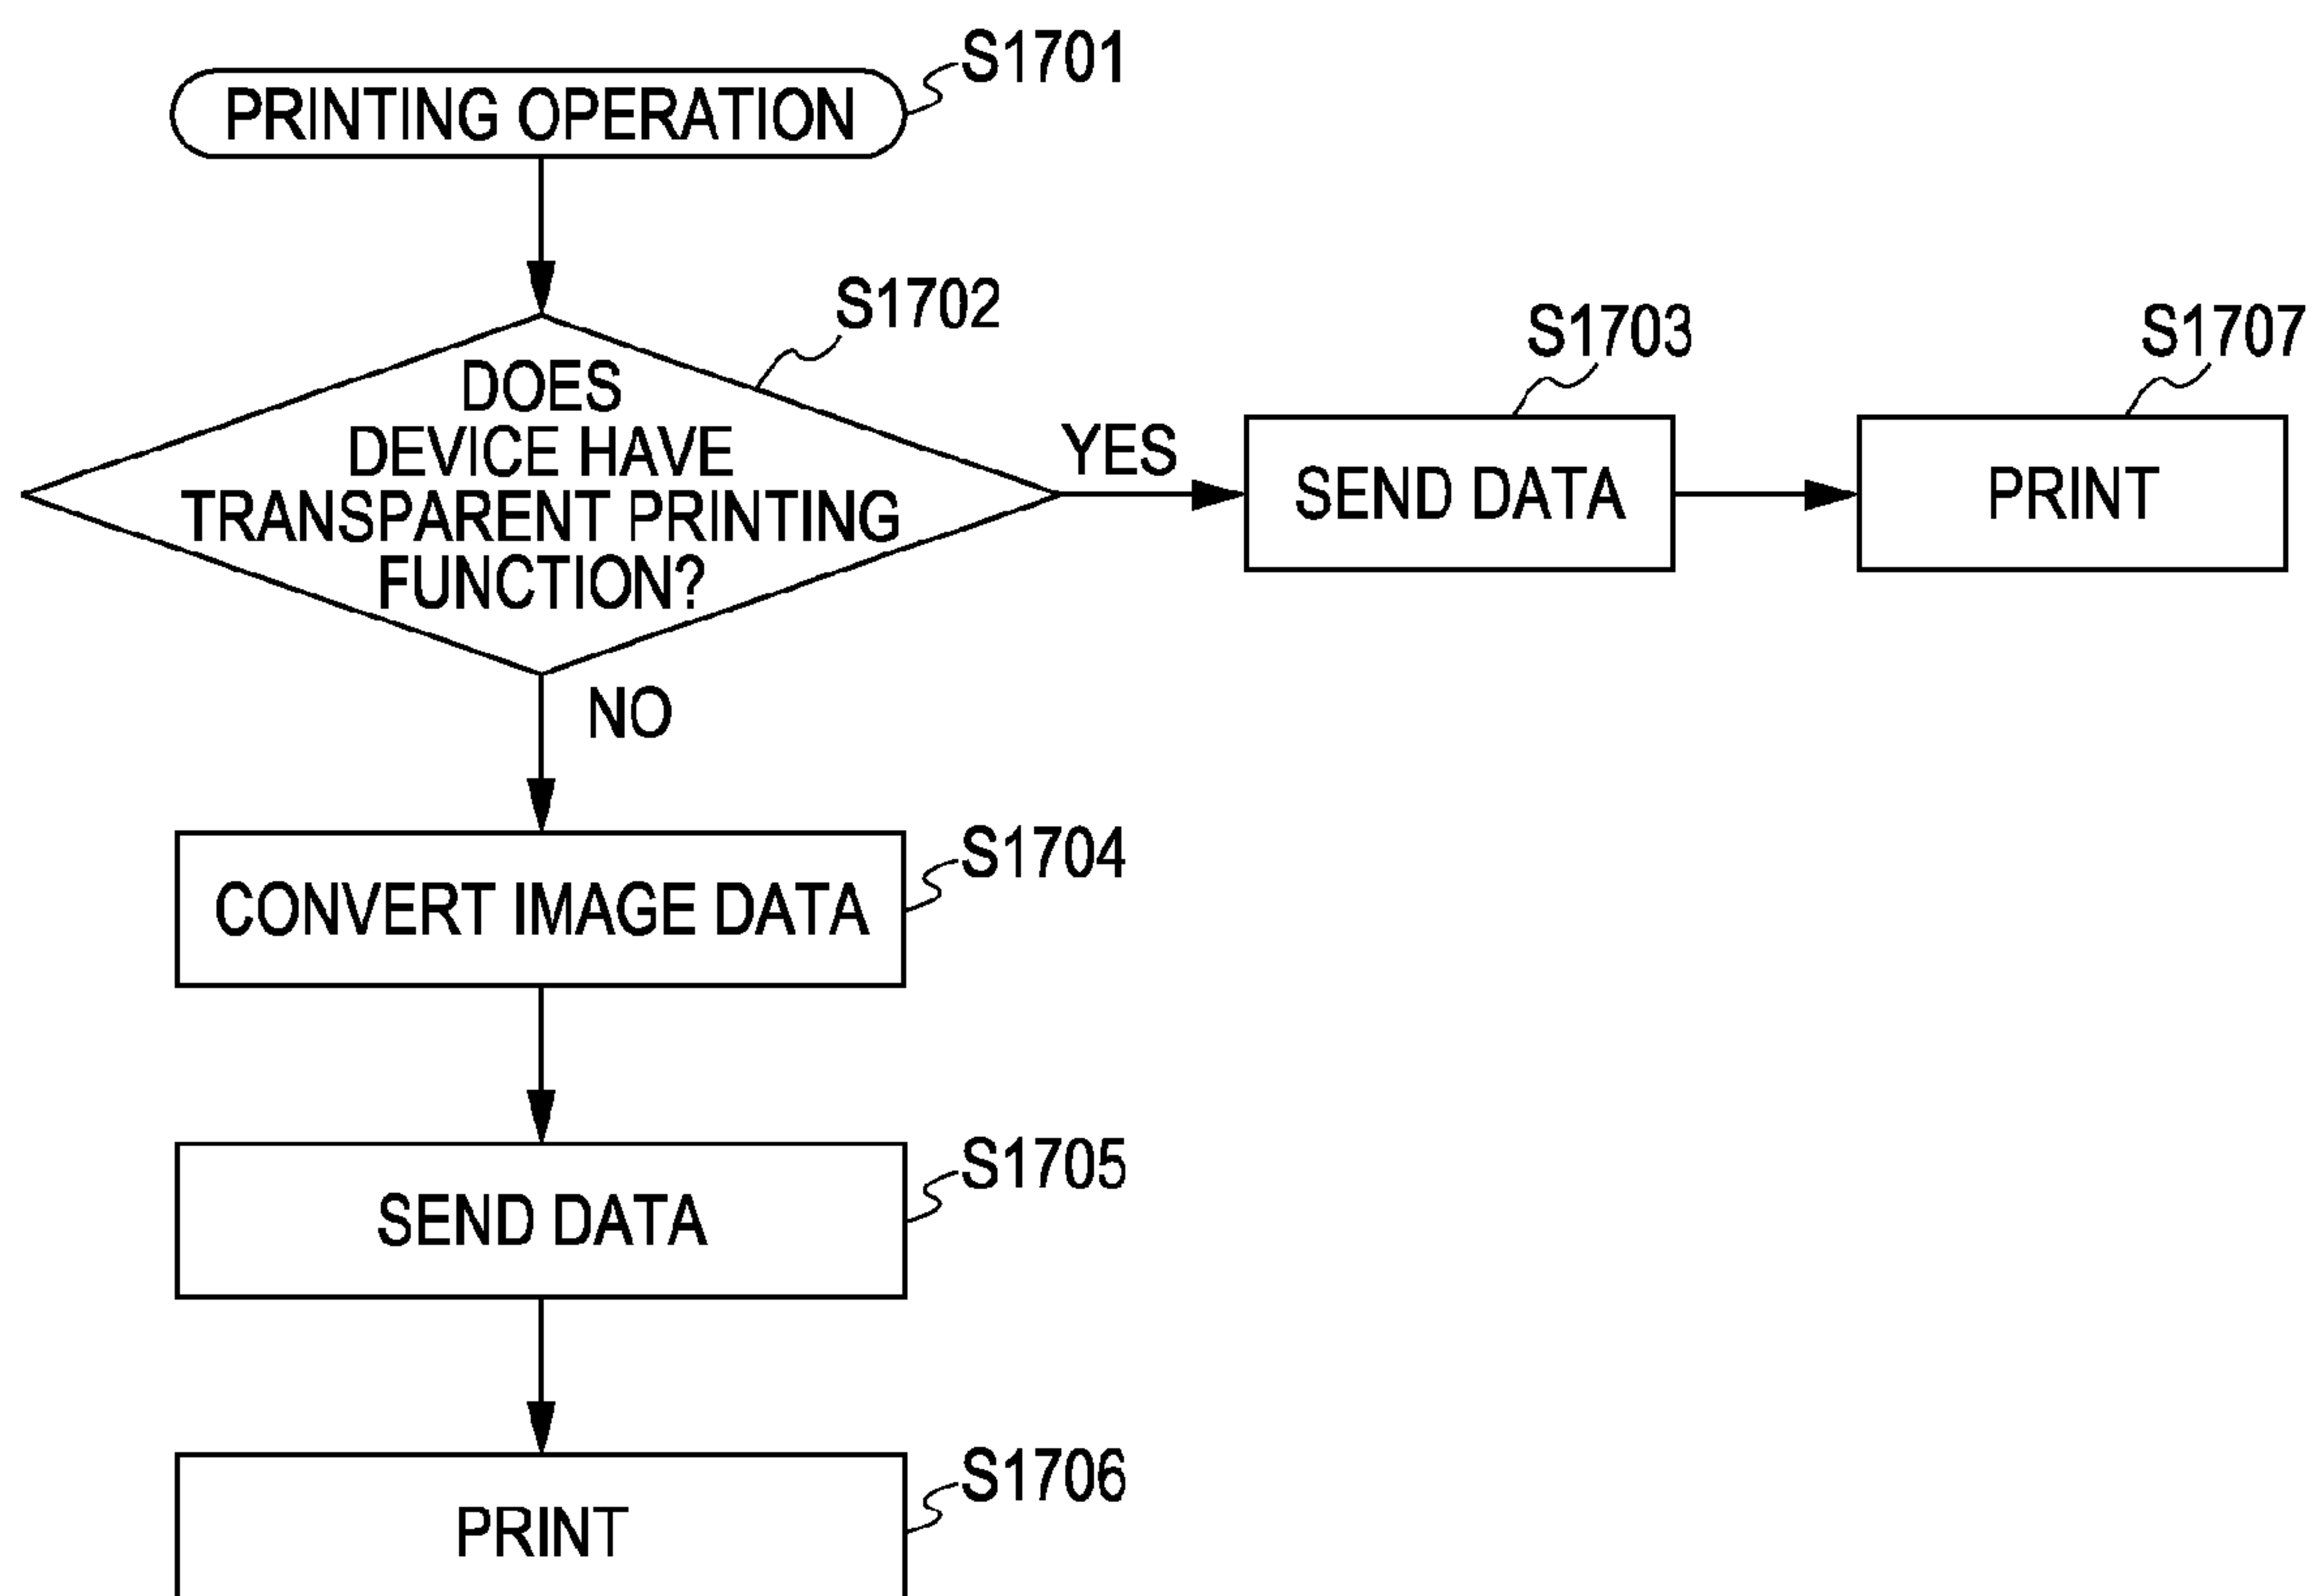 S1701
PRINTING OPERATION
S1702
DOES
DEVICE HAVE
TRANSPARENT PRINTING
FUNCTION?
YES
S1703
SEND DATA
S1707
PRINT
NO
S1704
CONVERT IMAGE DATA
S1705
SEND DATA
S1706
PRINT